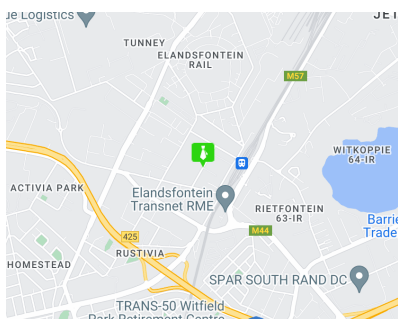 ue Logistics
JET
TUNNEY
ELANDSFONTEIN
RAIL
M57
WITKOPPIE
64-IR
ACTIVIA PARK
Elandsfontein
Transnet RME
RIETFONTEIN
63-IR
Barrie
Trade
425
M44
RUSTIVIA
HOMESTEAD
SPAR SOUTH RAND DC
TRANS-50 Witfield
Park Retirement Centre